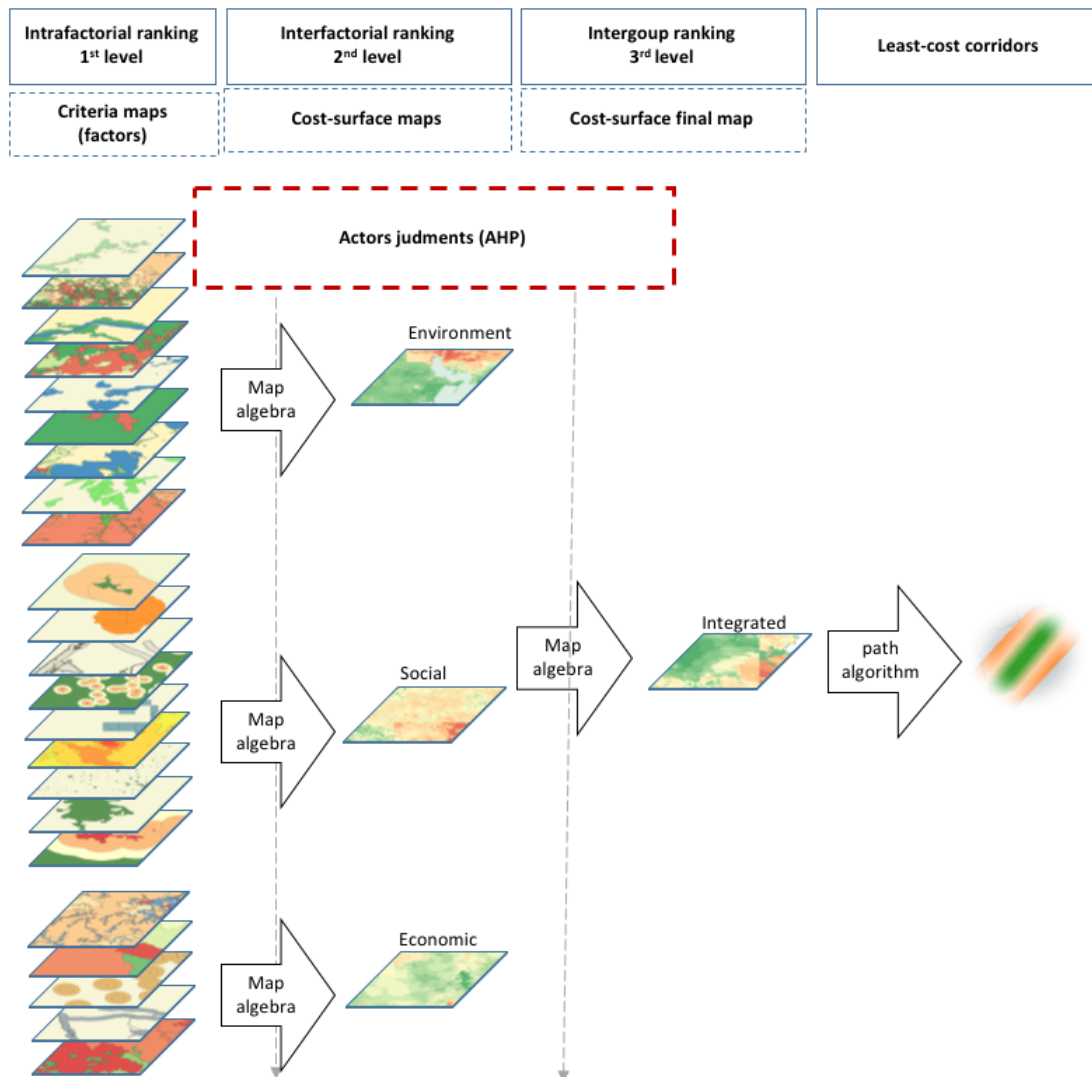 Intrafactorial ranking
1st level
Interfactorial ranking
2nd level
Intergoup ranking
3rd level
Least-cost corridors
Criteria maps
(factors)
Cost-surface maps
Cost-surface final map
Actors judments (AHP)
Environment
Map
algebra
Integrated
Map
algebra
path
algorithm
Social
Map
algebra
Economic
Map
algebra